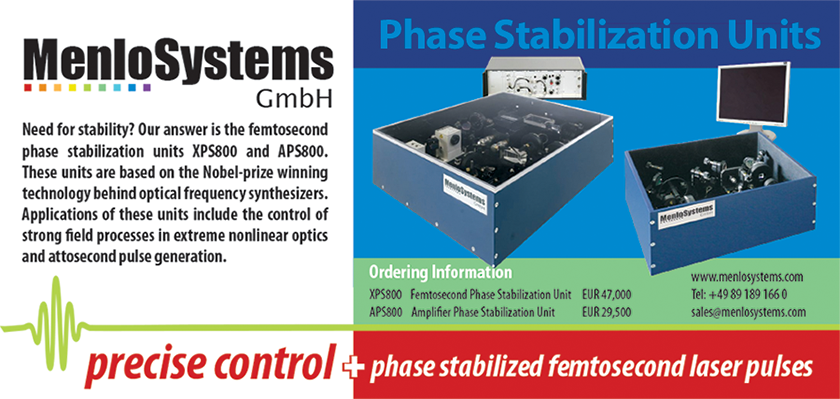 MenloSystems
GmbH
Need for stability? Our answer is the femtosecond
phase stabilization units XPS800 and APS800.
These units are based on the Nobel-prize winning
technology behind optical frequency synthesizers.
Applications of these units include the control of
strong field processes in extreme nonlinear optics
and attosecond pulse generation.
Phase Stabilization Units
MenloSystems
MenloSystems
Ordering Information
XPS800 Femtosecond Phase Stabilization Unit EUR 47,000
APS800 Amplifier Phase Stabilization Unit EUR 29,500
www.menlosystems.com
Tel: +49 89 189 166 0
sales@menlosystems.com
precise control + phase stabilized femtosecond laser pulses